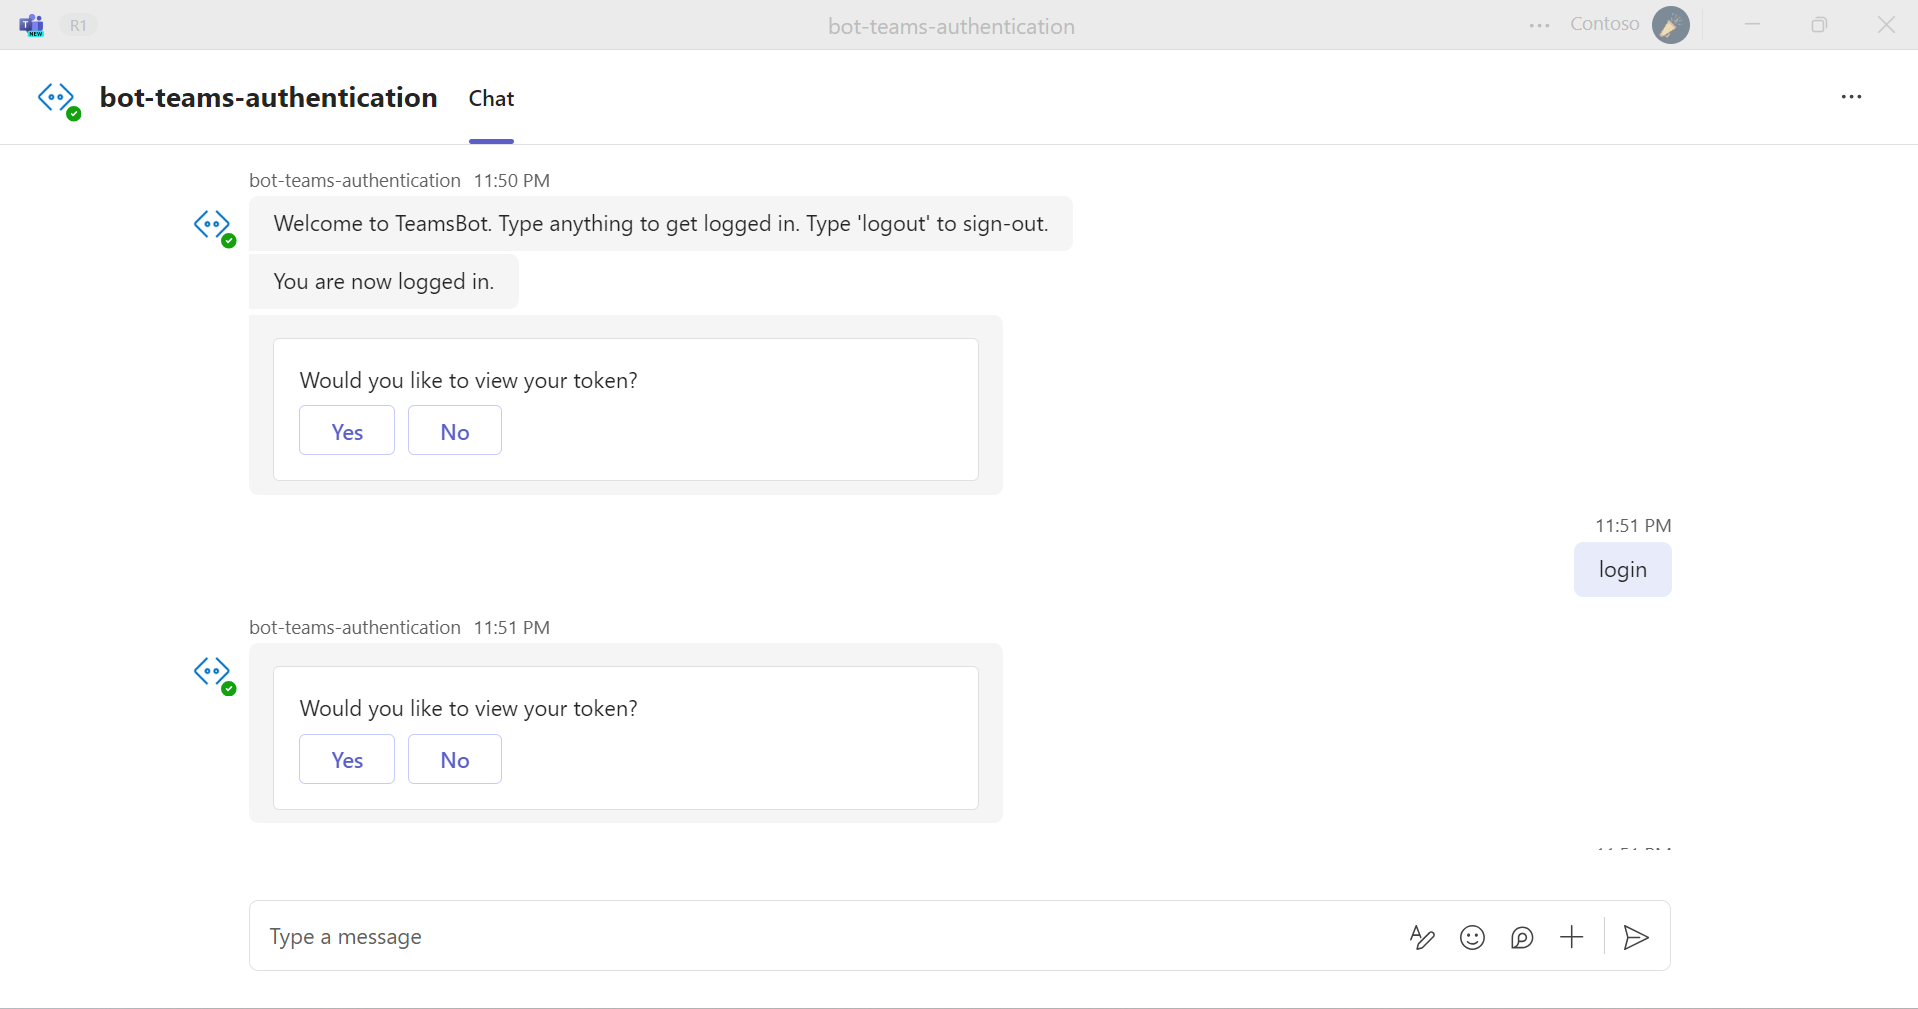 R1
bot-teams-authentication
Contoso
NEW
bot-teams-authentication Chat
bot-teams-authentication 11:50 PM
Welcome to TeamsBot. Type anything to get logged in. Type 'logout' to sign-out.
You are now logged in.
Would you like to view your token?
Yes No
11:51 PM
login
bot-teams-authentication 11:51 PM
Would you like to view your token?
Yes No
Type a message